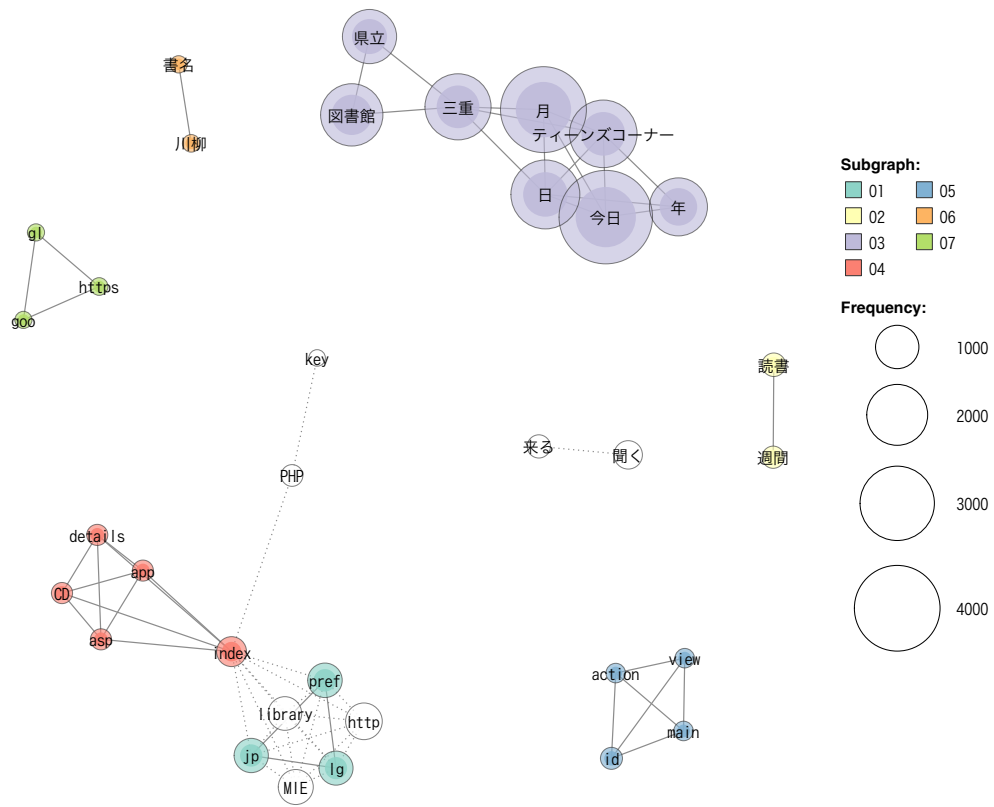 県立
書名
図書館
三重
月
ティーンズコーナー
川柳
日
今日
年
gl
https
goo
key
読書
来る
聞く
週間
PHP
details
app
CD
asp
index
pref
library
http
jp
lg
MIE
action
view
main
id
Subgraph:
01
05
02
06
03
07
04
Frequency:
1000
2000
3000
4000